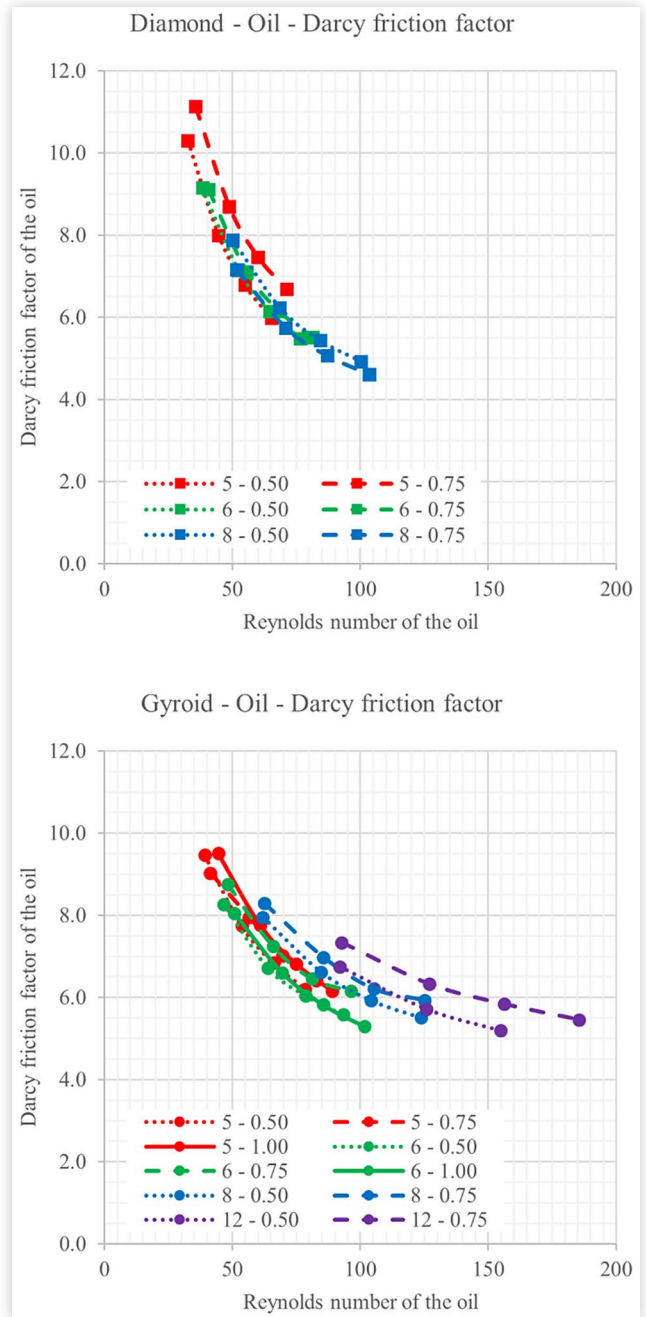 Diamond - Oil - Darcy friction factor
Darcy friction factor of the oil
12.0
10.0
8.0
6.0
4.0
2.0
0.0
5 - 0.50 5 - 0.75
6 - 0.50 6 - 0.75
8 - 0.50 8 - 0.75
0 50 100 150 200
Reynolds number of the oil
Gyroid - Oil - Darcy friction factor
Darcy friction factor of the oil
12.0
10.0
8.0
6.0
4.0
2.0
0.0
5 - 0.50 5 - 0.75
5 - 1.00 6 - 0.50
6 - 0.75 6 - 1.00
8 - 0.50 8 - 0.75
12 - 0.50 12 - 0.75
0 50 100 150 200
Reynolds number of the oil